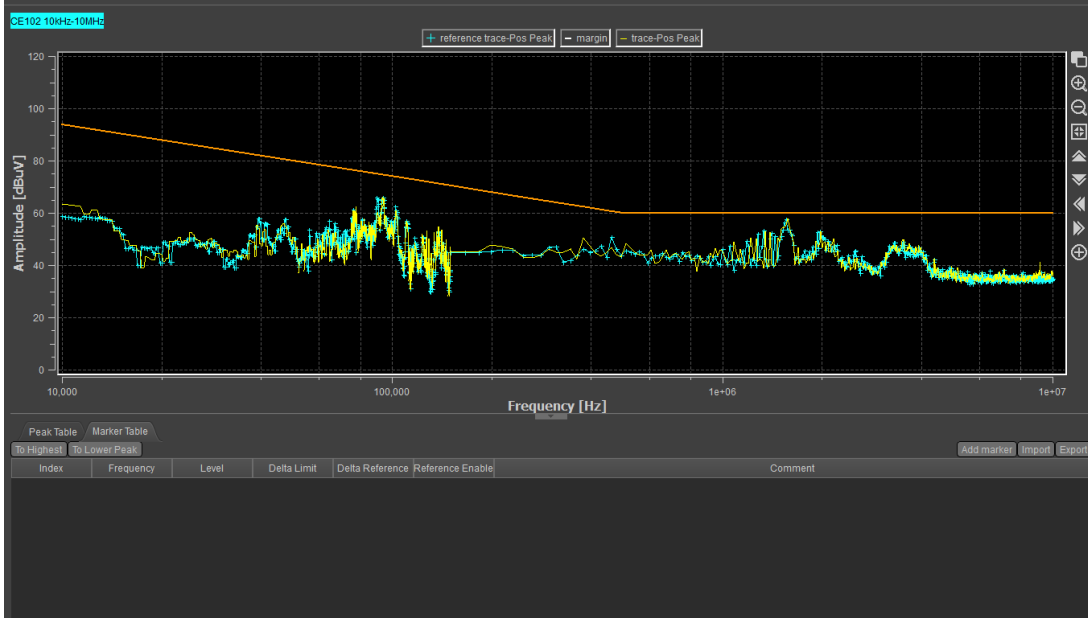 CE102 10kHz-10MHz
reference trace-Pos Peak margin trace-Pos Peak
120
100
80
60
40
20
0
Amplitude [dBuV]
10,000 100,000 1e+06 1e+07
Frequency [Hz]
Peak Table Marker Table
To Highest To Lower Peak Add marker Import Export
Index Frequency Level Delta Limit Delta Reference Reference Enable Comment